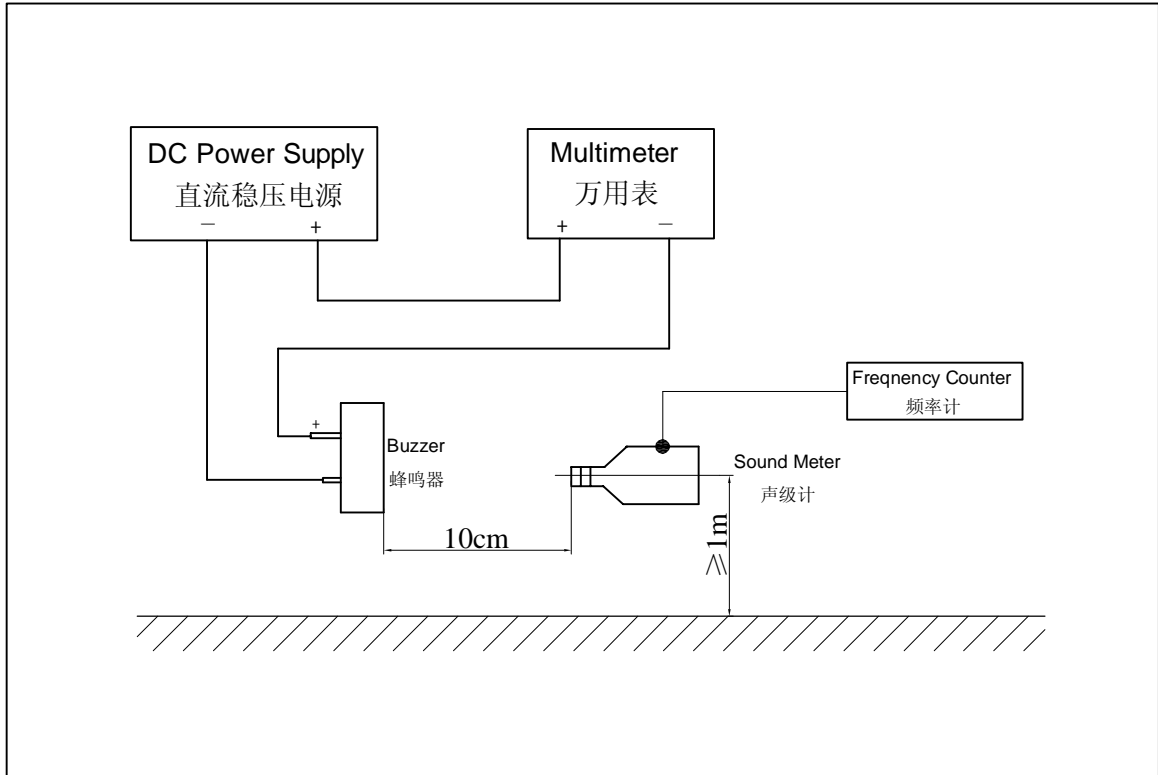 DC Power Supply
直流稳压电源
－ +
Multimeter
万用表
+ －
Freqnency Counter
频率计
+
Buzzer
蜂鸣器
Sound Meter
声级计
10cm
≥1m